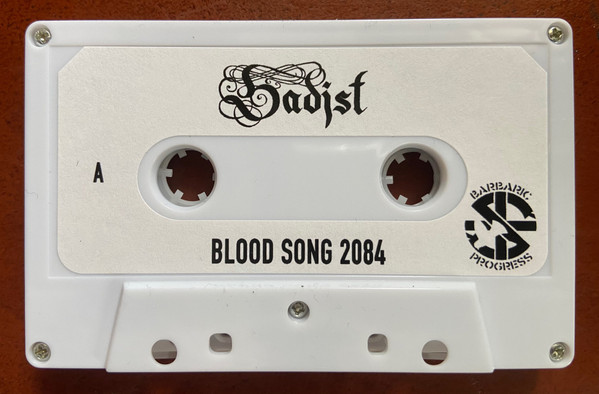 Sadist
A
BLOOD SONG 2084
BARBARIC
PROGRESS